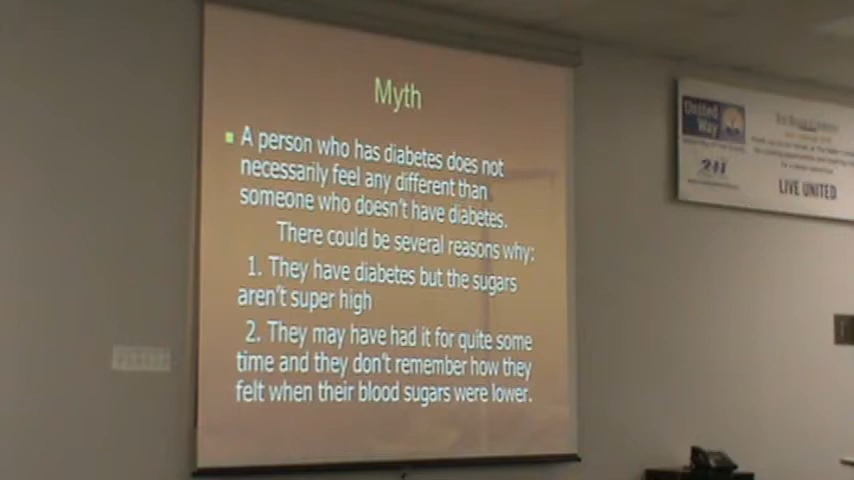 Myth
A person who has diabetes does not
necessarily feel any different than
someone who doesn't have diabetes.
There could be several reasons why:
1. They have diabetes but the sugars
aren't super high
2. They may have had it for quite some
time and they don't remember how they
felt when their blood sugars were lower.
United
Way
211
LIVE UNITED